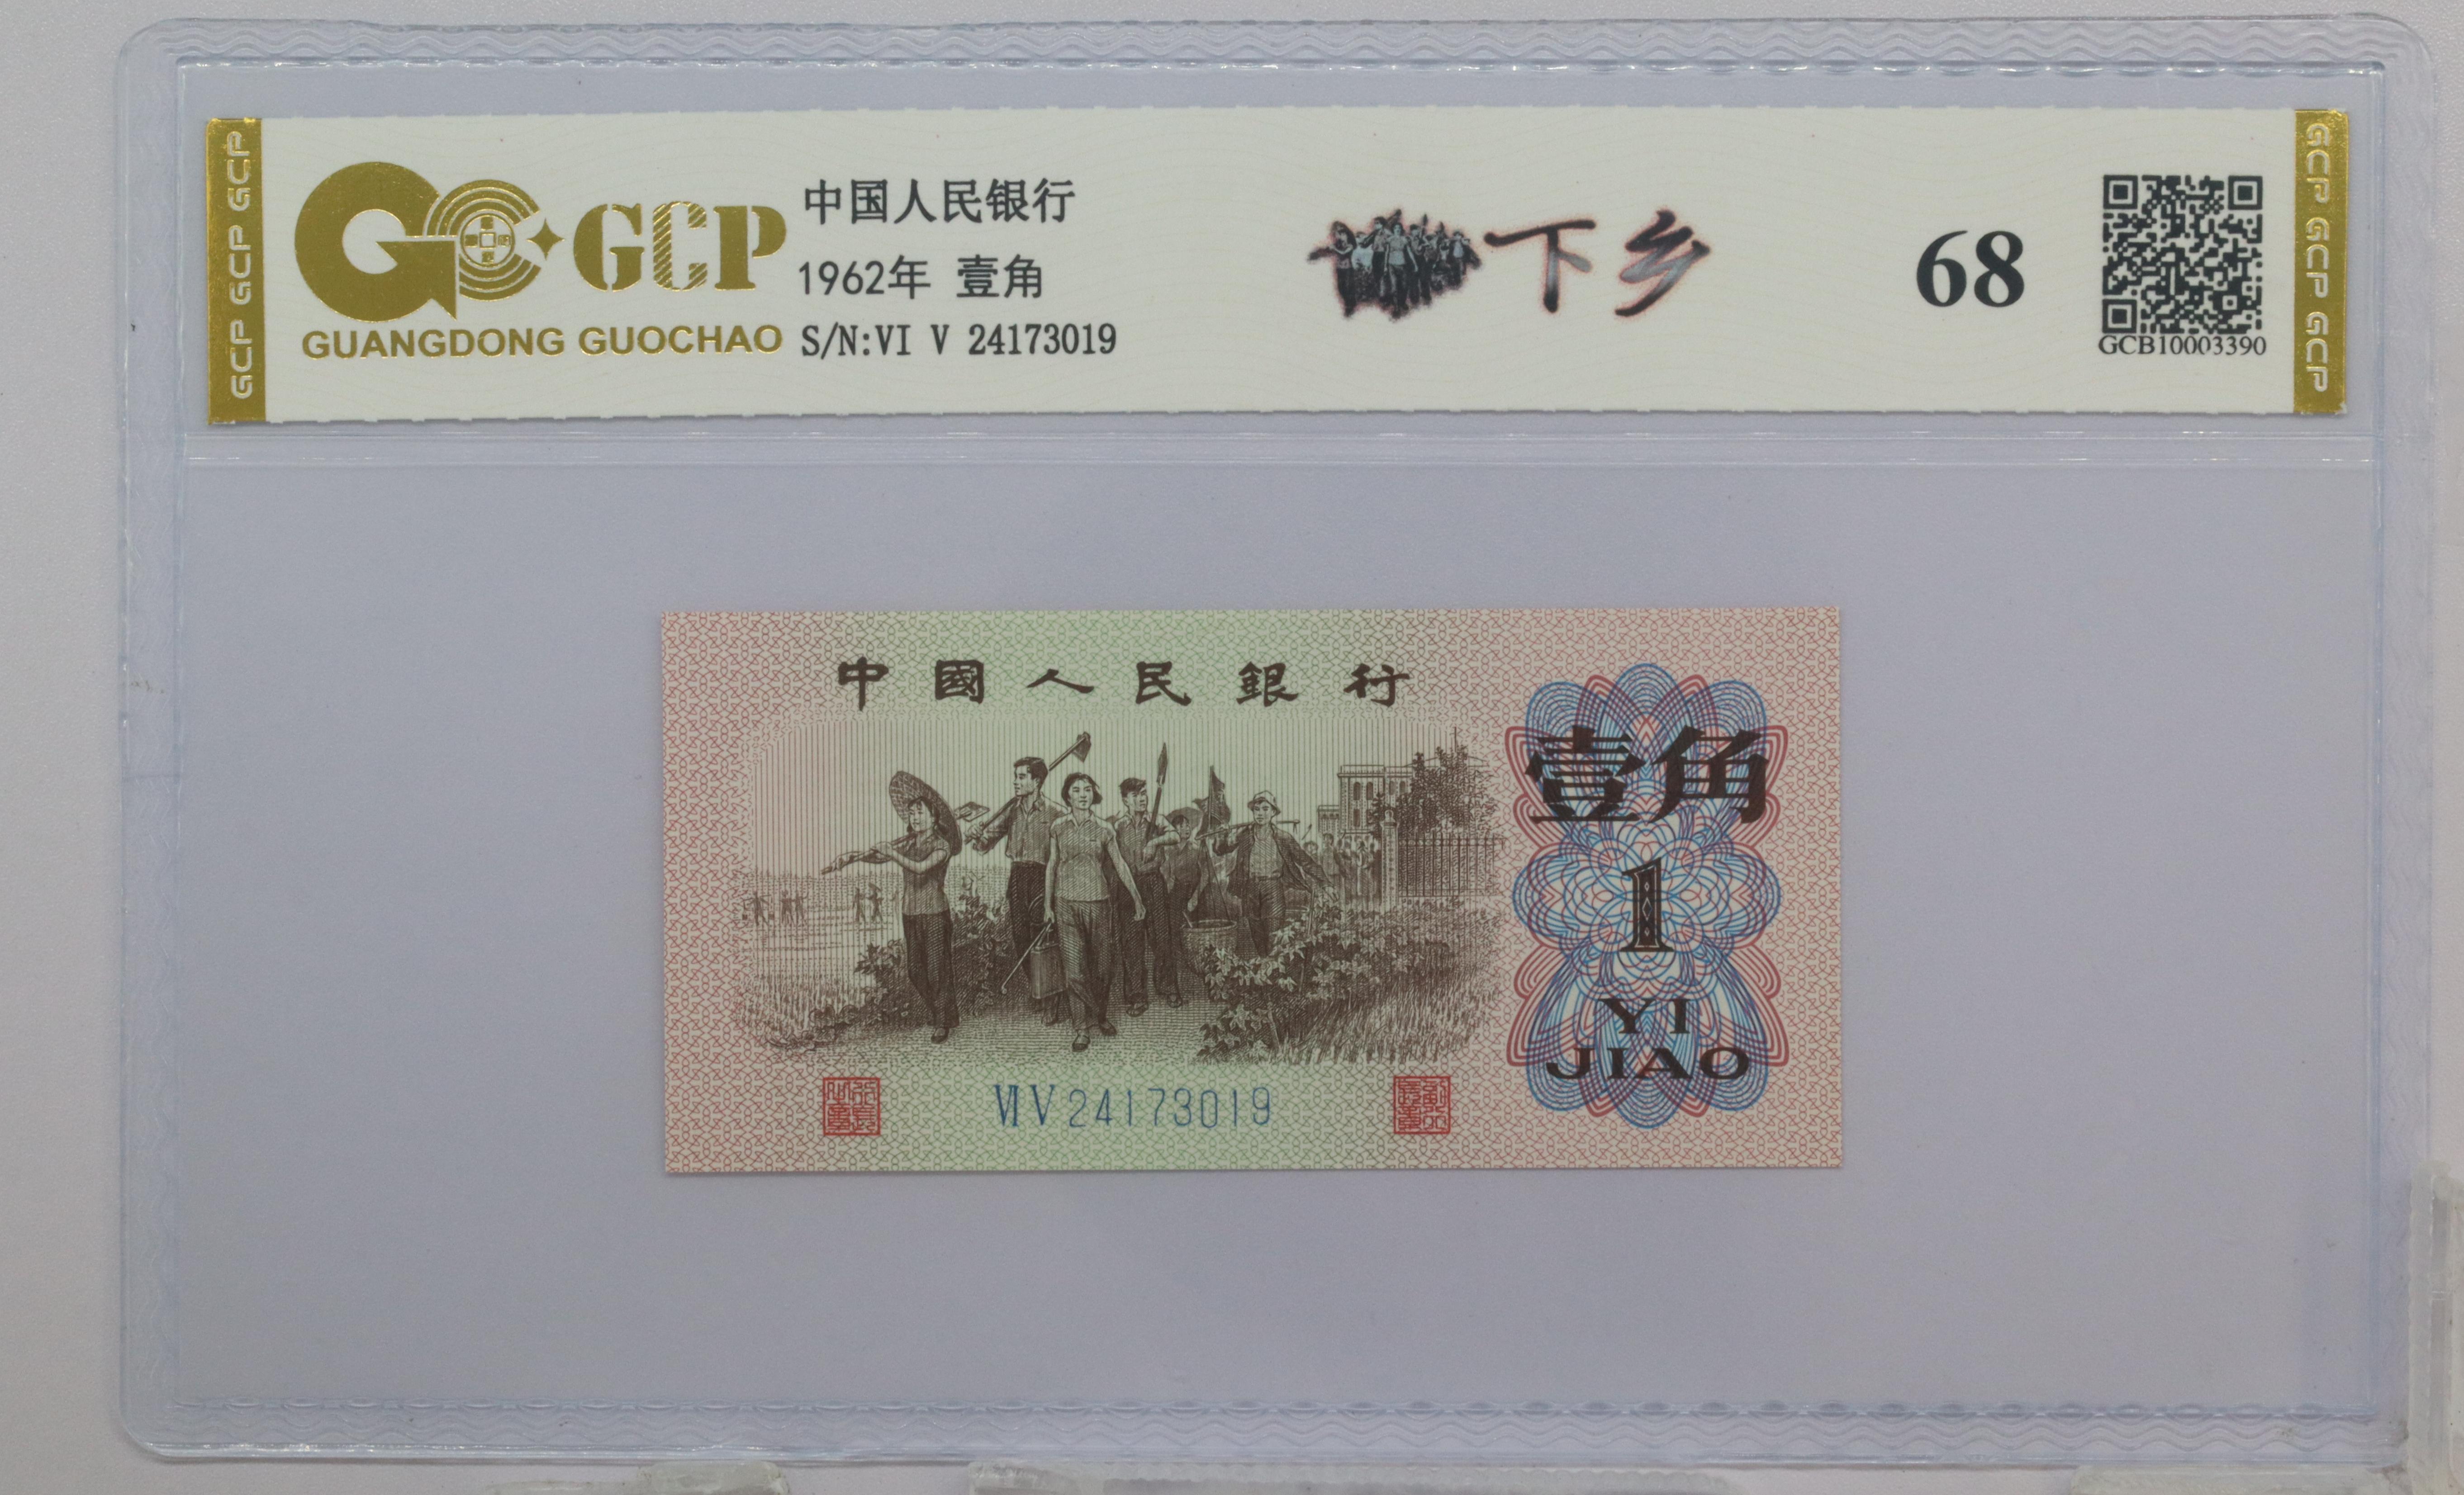 GCP GCP GCP
GCP
GUANGDONG GUOCHAO
中国人民银行
1962年 壹角
S/N:VI V 24173019
下乡
68
GCB10003390
GCP GCP GCP
中國人民銀行
壹角
1
YI
JIAO
VI V 24173019